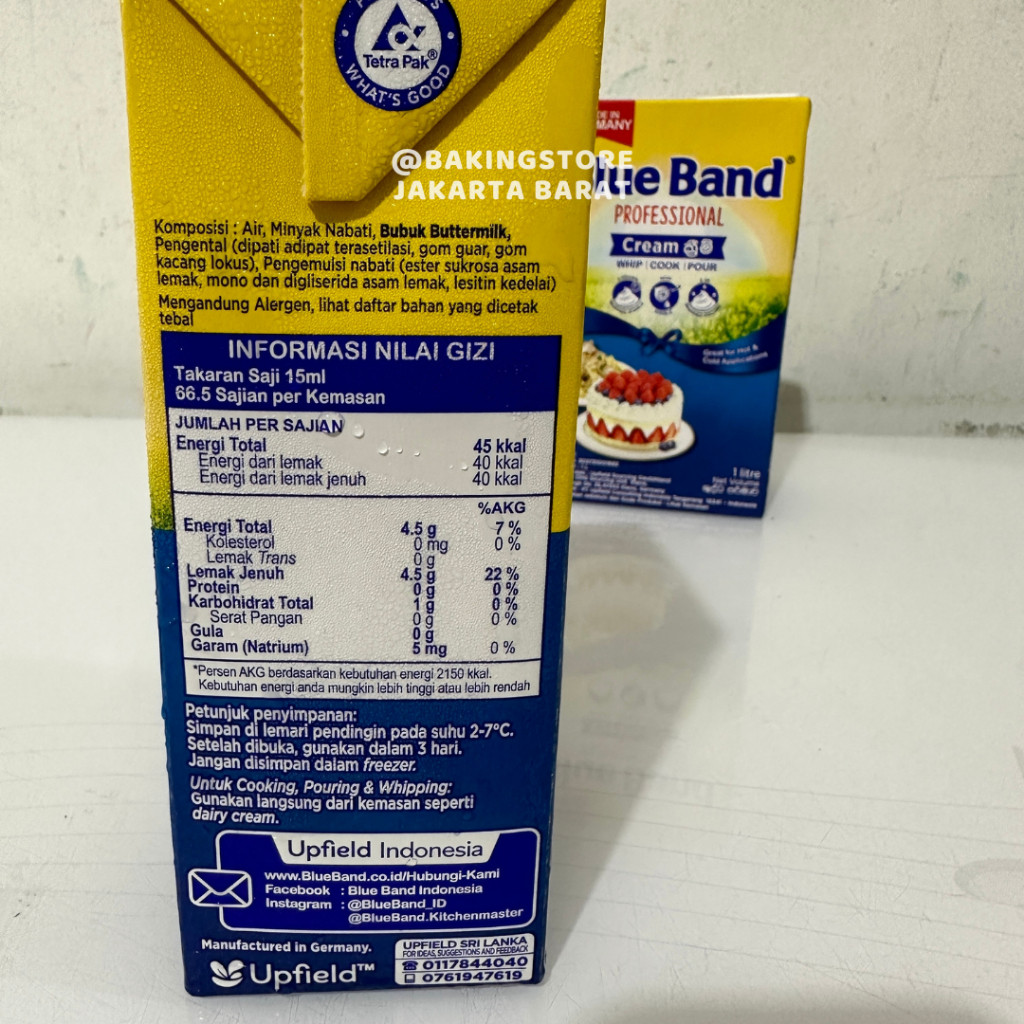 Tetra Pak®
WHAT'S GOOD
@BAKINGSTORE
JAKARTA BARAT
Komposisi : Air, Minyak Nabati, Bubuk Buttermilk,
Pengental (dipati adipat terasetilasi, gom guar, gom
kacang lokus), Pengemulsi nabati (ester sukrosa asam
lemak, mono dan digliserida asam lemak, lesitin kedelai)
Mengandung Alergen, lihat daftar bahan yang dicetak
tebal
INFORMASI NILAI GIZI
Takaran Saji 15ml
66.5 Sajian per Kemasan
JUMLAH PER SAJIAN
Energi Total 45 kkal
Energi dari lemak 40 kkal
Energi dari lemak jenuh 40 kkal
%AKG
Energi Total 4.5 g 7 %
Kolesterol 0 mg 0 %
Lemak Trans 0 g
Lemak Jenuh 4.5 g 22 %
Protein 0 g 0 %
Karbohidrat Total 1 g 0 %
Serat Pangan 0 g 0 %
Gula 0 g
Garam (Natrium) 5 mg 0 %
*Persen AKG berdasarkan kebutuhan energi 2150 kkal.
Kebutuhan energi anda mungkin lebih tinggi atau lebih rendah
Petunjuk penyimpanan:
Simpan di lemari pendingin pada suhu 2-7°C.
Setelah dibuka, gunakan dalam 3 hari.
Jangan disimpan dalam freezer.
Untuk Cooking, Pouring & Whipping:
Gunakan langsung dari kemasan seperti
dairy cream.
Upfield Indonesia
www.BlueBand.co.id/Hubungi-Kami
Facebook : Blue Band Indonesia
Instagram : @BlueBand_ID
@BlueBand.Kitchenmaster
Manufactured in Germany.
Upfield™
UPFIELD SRI LANKA
FOR IDEAS, SUGGESTIONS AND FEEDBACK
0117844040
0761947619
Band®
PROFESSIONAL
Cream ක්‍රීම්
WHIP | COOK | POUR
Great for Hot &
Cold Applications
1 litre
Net Volume